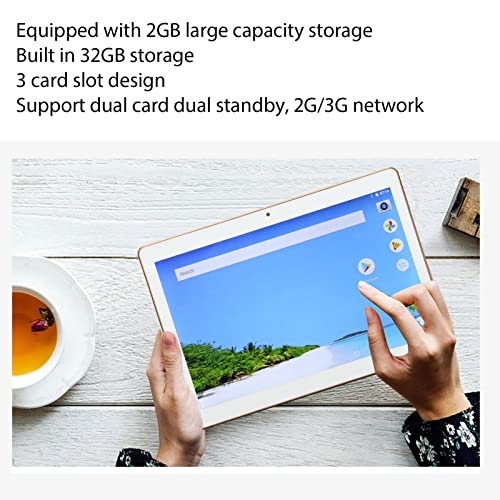 Equipped with 2GB large capacity storage
Built in 32GB storage
3 card slot design
Support dual card dual standby, 2G/3G network
Search